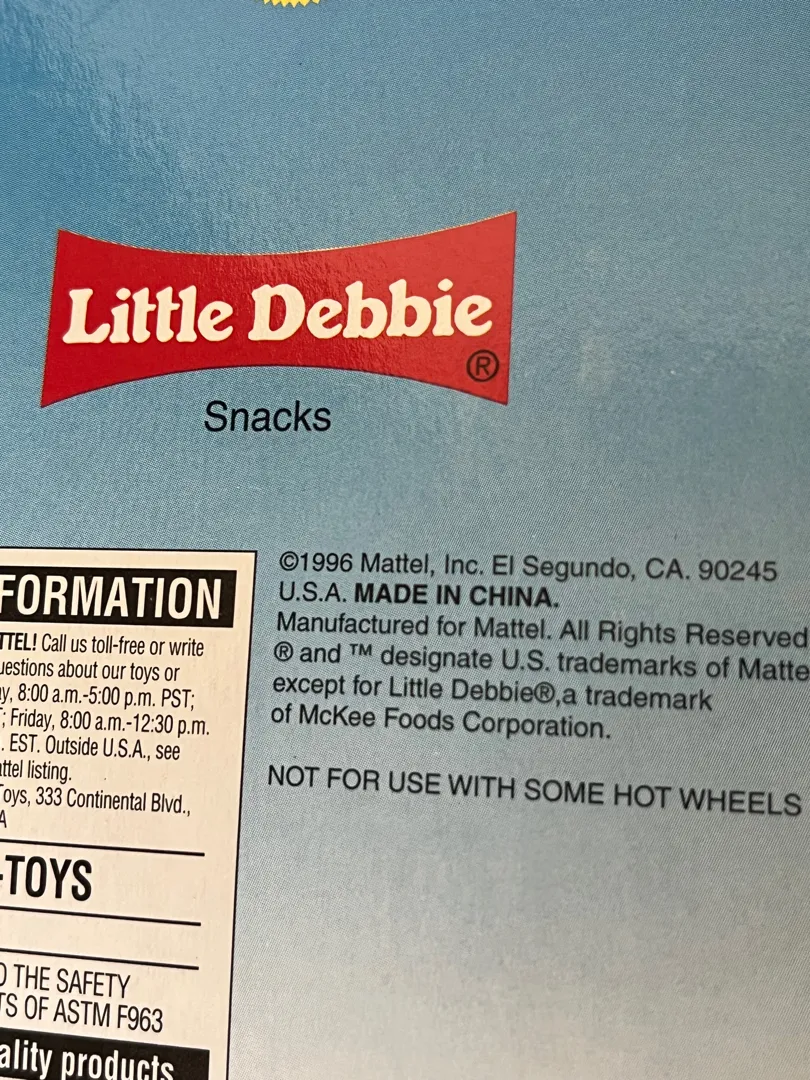 Little Debbie
®
Snacks
©1996 Mattel, Inc. El Segundo, CA. 90245
U.S.A. MADE IN CHINA.
Manufactured for Mattel. All Rights Reserved
® and ™ designate U.S. trademarks of Matte
except for Little Debbie®,a trademark
of McKee Foods Corporation.
NOT FOR USE WITH SOME HOT WHEELS
FORMATION
TTEL! Call us toll-free or write
uestions about our toys or
y, 8:00 a.m.-5:00 p.m. PST;
; Friday, 8:00 a.m.-12:30 p.m.
. EST. Outside U.S.A., see
ttel listing.
Toys, 333 Continental Blvd.,
A
-TOYS
O THE SAFETY
TS OF ASTM F963
ality products